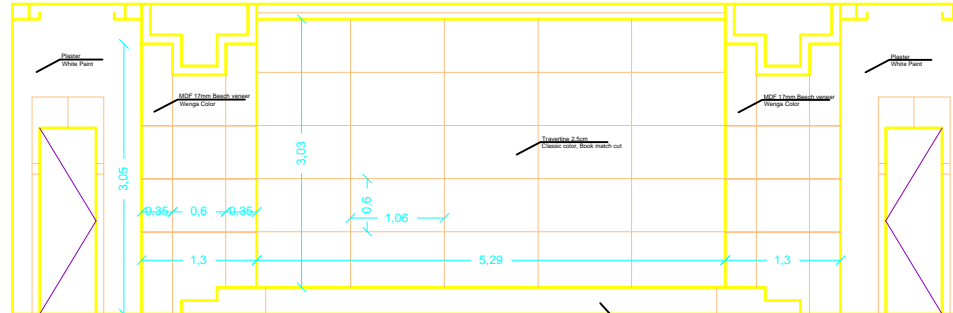 Plaster
White Paint
Plaster
White Paint
MDF 17mm Beech veneer
Wenga Color
MDF 17mm Beech veneer
Wenga Color
Travertine 2.5cm
Classic color, Book match cut
3,03
3,05
0,6
0,35
0,6
0,35
1,06
1,3
5,29
1,3